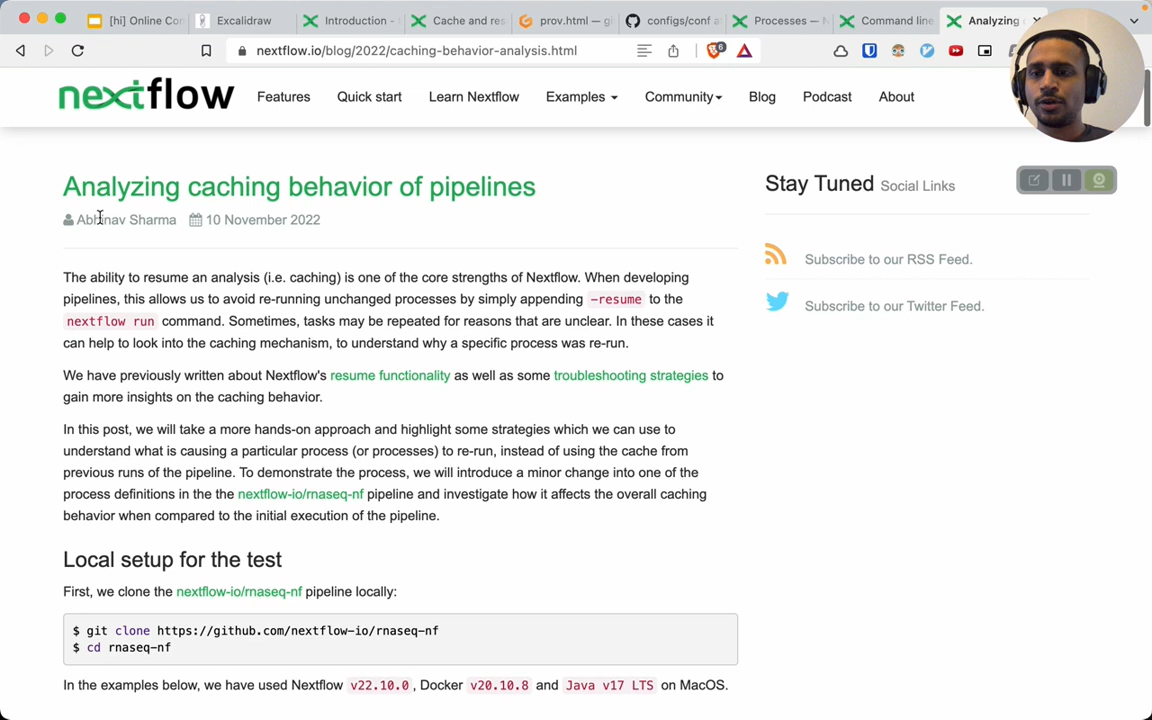 [hi] Online Co
Excalidraw
Introduction -
Cache and res
prov.html — g
configs/conf a
Processes — N
Command line
Analyzing
nextflow.io/blog/2022/caching-behavior-analysis.html
6
nextflow
Features
Quick start
Learn Nextflow
Examples
Community
Blog
Podcast
About
Analyzing caching behavior of pipelines
Abhinav Sharma 10 November 2022
The ability to resume an analysis (i.e. caching) is one of the core strengths of Nextflow. When developing
pipelines, this allows us to avoid re-running unchanged processes by simply appending -resume to the
nextflow run command. Sometimes, tasks may be repeated for reasons that are unclear. In these cases it
can help to look into the caching mechanism, to understand why a specific process was re-run.
We have previously written about Nextflow's resume functionality as well as some troubleshooting strategies to
gain more insights on the caching behavior.
In this post, we will take a more hands-on approach and highlight some strategies which we can use to
understand what is causing a particular process (or processes) to re-run, instead of using the cache from
previous runs of the pipeline. To demonstrate the process, we will introduce a minor change into one of the
process definitions in the the nextflow-io/rnaseq-nf pipeline and investigate how it affects the overall caching
behavior when compared to the initial execution of the pipeline.
Local setup for the test
First, we clone the nextflow-io/rnaseq-nf pipeline locally:
$ git clone https://github.com/nextflow-io/rnaseq-nf
$ cd rnaseq-nf
In the examples below, we have used Nextflow v22.10.0, Docker v20.10.8 and Java v17 LTS on MacOS.
Stay Tuned Social Links
Subscribe to our RSS Feed.
Subscribe to our Twitter Feed.